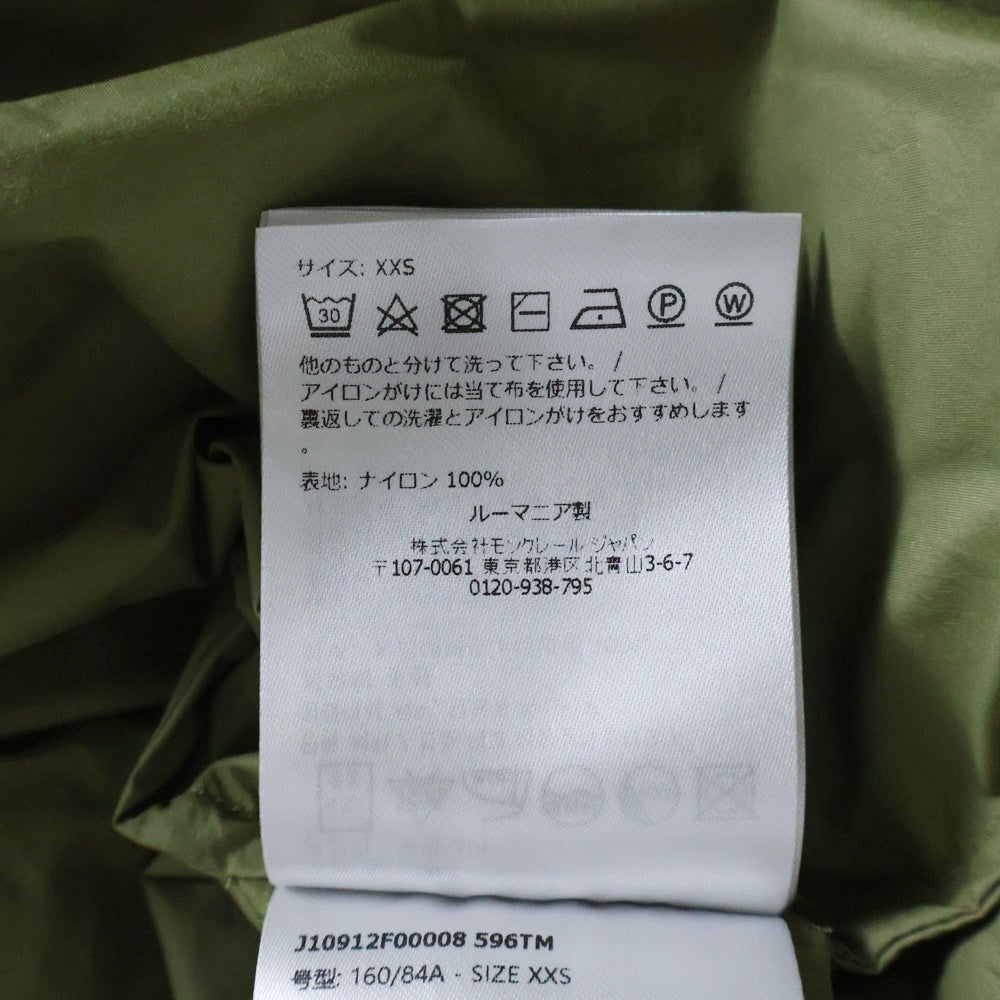 サイズ: XXS
30 P W
他のものと分けて洗って下さい。 /
アイロンがけには当て布を使用して下さい。 /
裏返しての洗濯とアイロンがけをおすすめします
。
表地: ナイロン 100%
ルーマニア製
株式会社モンクレール ジャパン
〒107-0061 東京都港区北青山3-6-7
0120-938-795
J10912F00008 596TM
号型: 160/84A - SIZE XXS